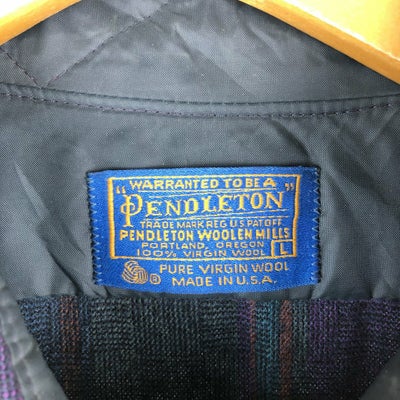 "WARRANTED TO BE A"
PENDLETON
TRADE MARK REG U S PAT OFF
PENDLETON WOOLEN MILLS
PORTLAND, OREGON
100% VIRGIN WOOL L
® PURE VIRGIN WOOL
MADE IN U.S.A.